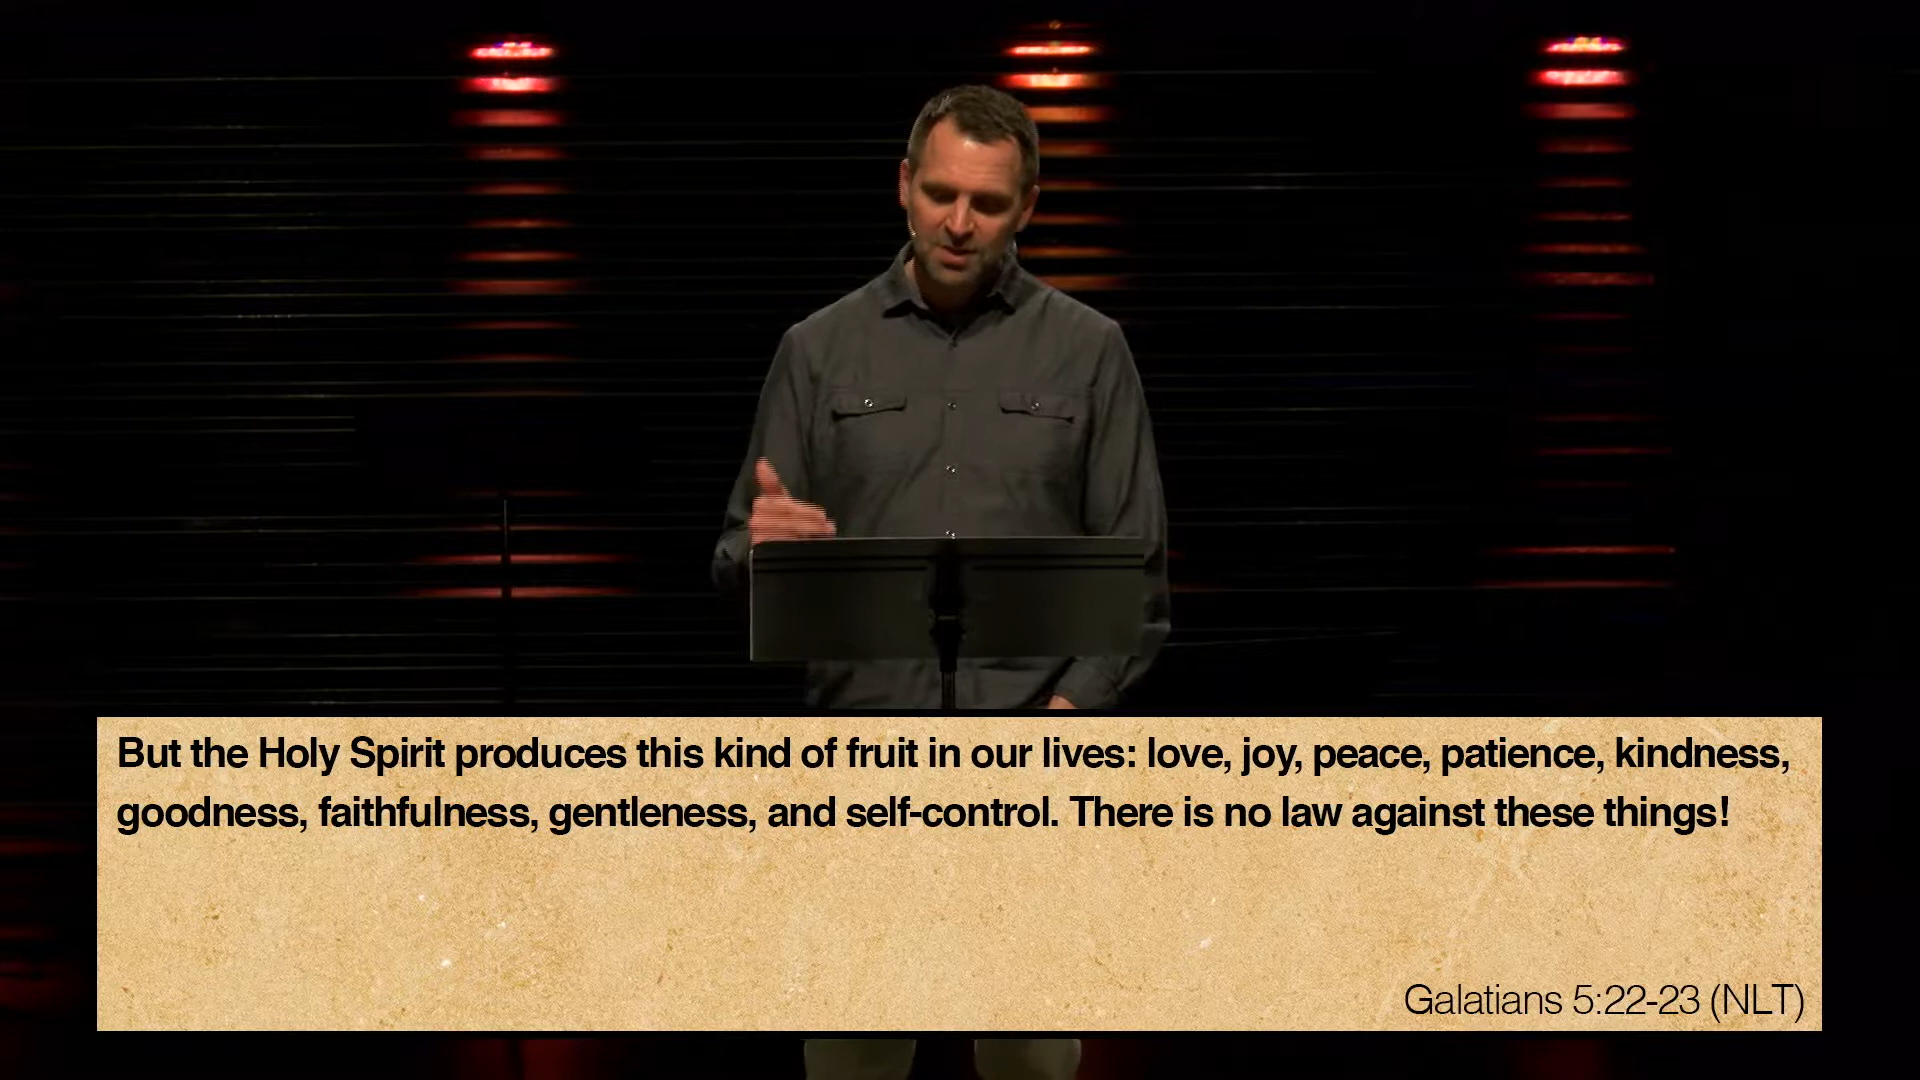 But the Holy Spirit produces this kind of fruit in our lives: love, joy, peace, patience, kindness,
goodness, faithfulness, gentleness, and self-control. There is no law against these things!
Galatians 5:22-23 (NLT)